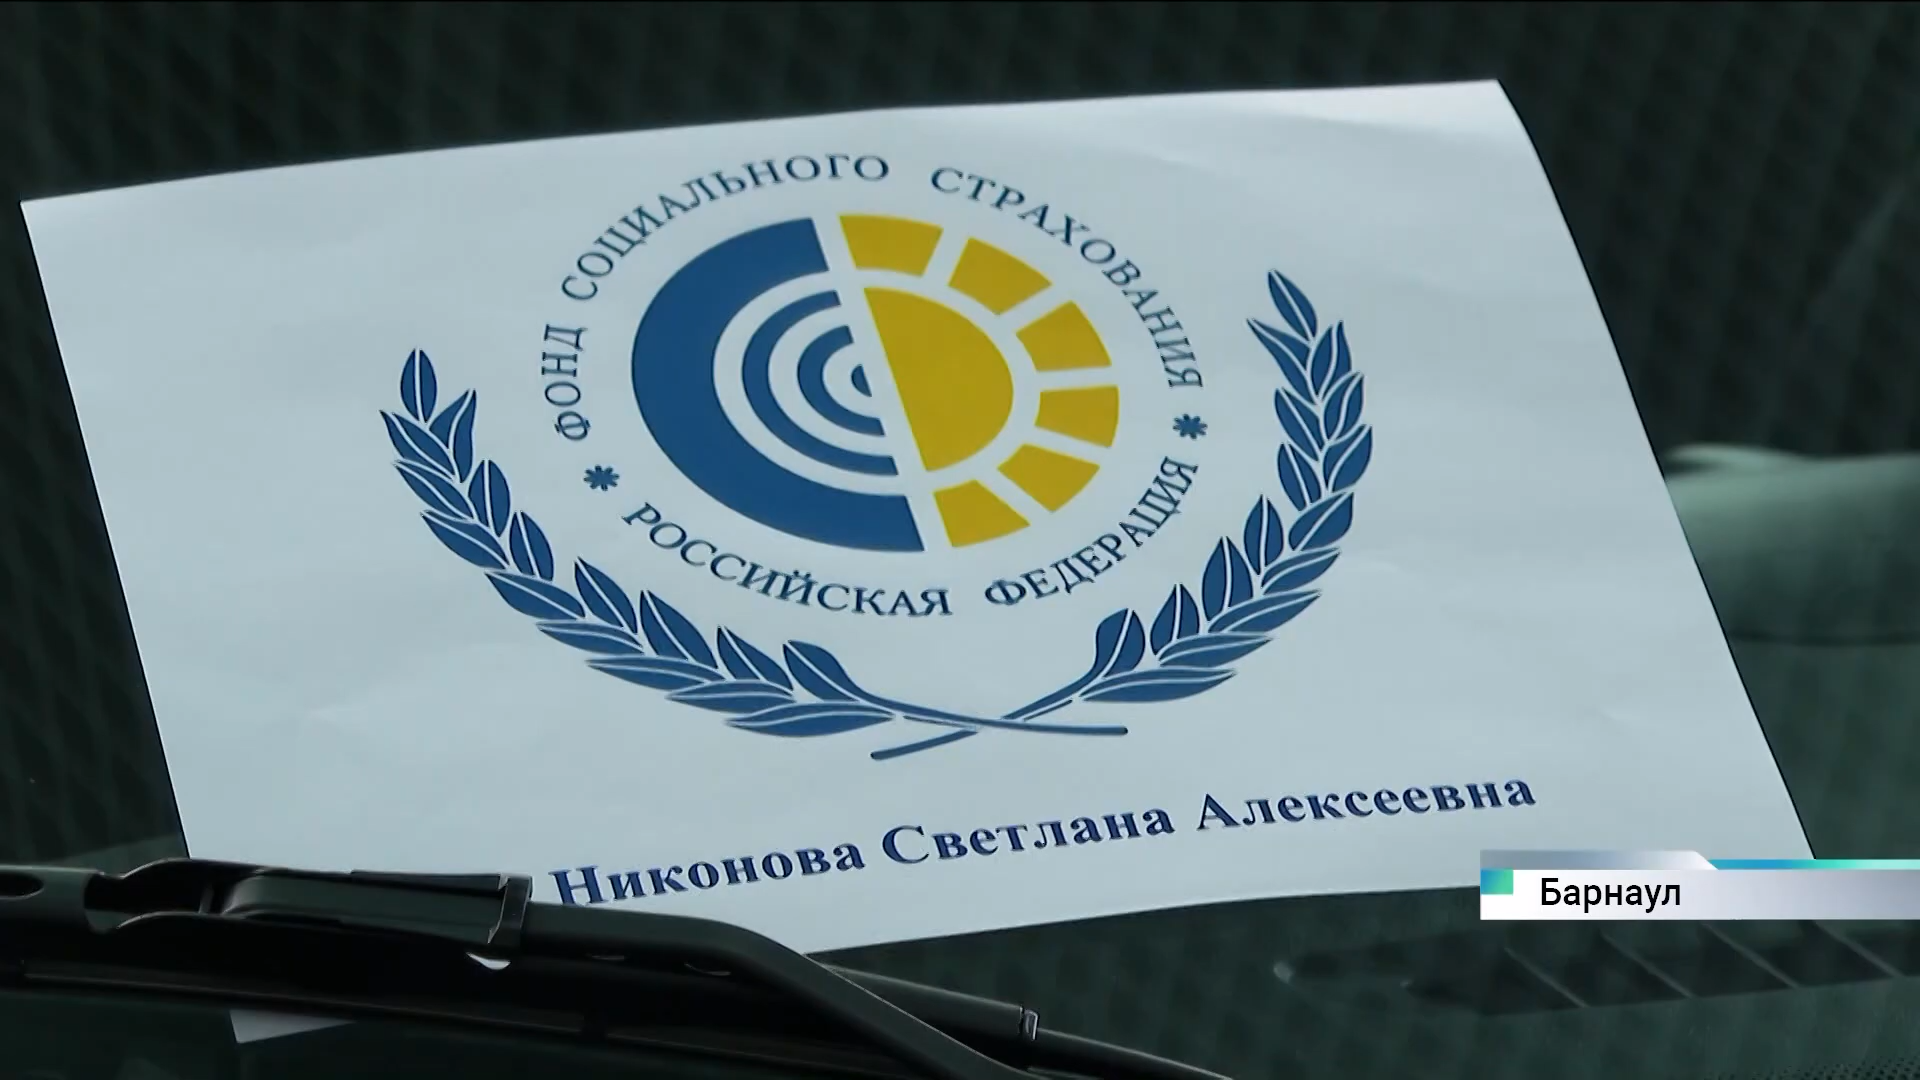 ФОНД СОЦИАЛЬНОГО СТРАХОВАНИЯ
* РОССИЙСКАЯ ФЕДЕРАЦИЯ *
Никонова Светлана Алексеевна
Барнаул